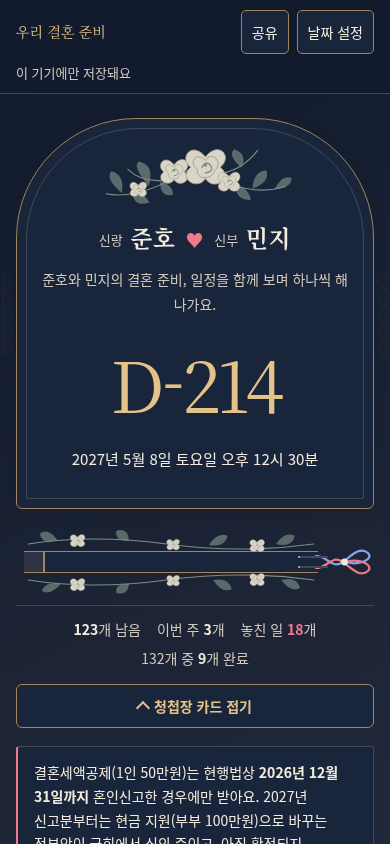 우리 결혼 준비
공유
날짜 설정
이 기기에만 저장돼요
신랑 준호 ♥ 신부 민지
준호와 민지의 결혼 준비, 일정을 함께 보며 하나씩 해
나가요.
D-214
2027년 5월 8일 토요일 오후 12시 30분
123개 남음 이번 주 3개 놓친 일 18개
132개 중 9개 완료
청첩장 카드 접기
결혼세액공제(1인 50만원)는 현행법상 2026년 12월
31일까지 혼인신고한 경우에만 받아요. 2027년
신고분부터는 현금 지원(부부 100만원)으로 바꾸는